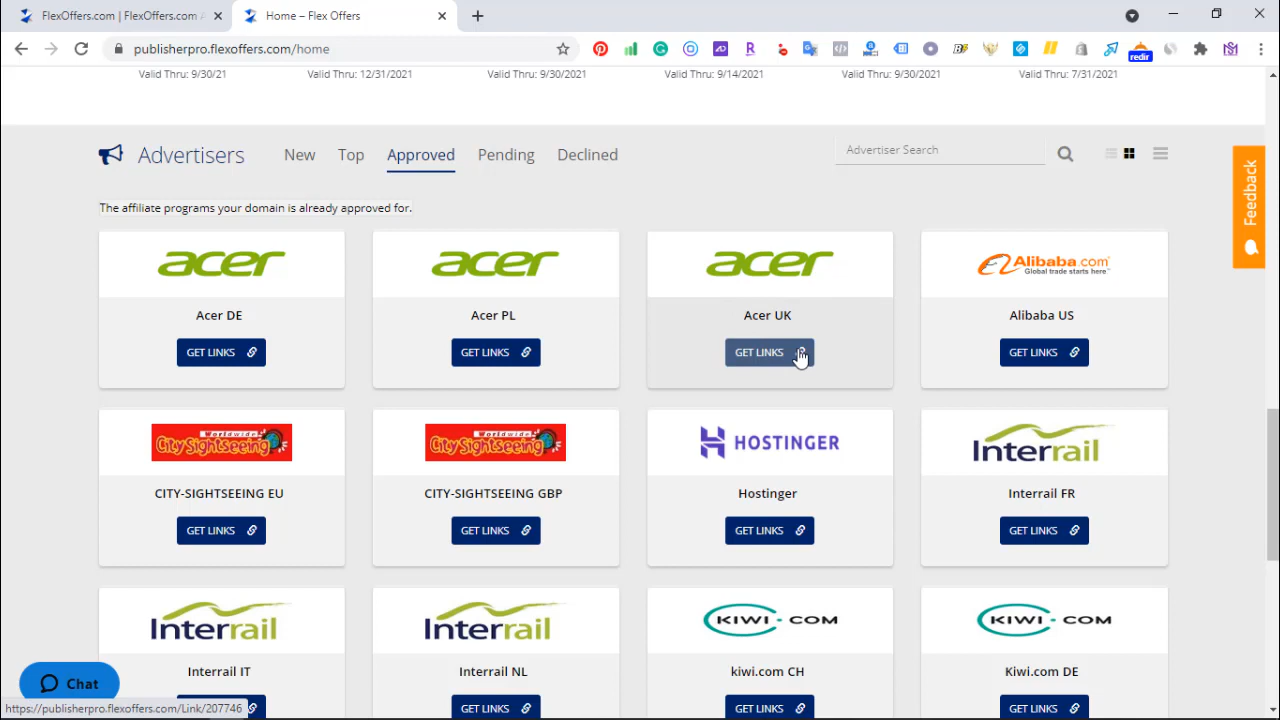 FlexOffers.com | FlexOffers.com
Home – Flex Offers
publisherpro.flexoffers.com/home
redir
Valid Thru: 9/30/21 Valid Thru: 12/31/2021 Valid Thru: 9/30/2021 Valid Thru: 9/14/2021 Valid Thru: 9/30/2021 Valid Thru: 7/31/2021
Advertisers New Top Approved Pending Declined Advertiser Search
Feedback
The affiliate programs your domain is already approved for.
acer acer acer Alibaba.com
Global trade starts here™
Acer DE Acer PL Acer UK Alibaba US
GET LINKS GET LINKS GET LINKS GET LINKS
Worldwide Worldwide
City Sightseeing City Sightseeing HOSTINGER Interrail
CITY-SIGHTSEEING EU CITY-SIGHTSEEING GBP Hostinger Interrail FR
GET LINKS GET LINKS GET LINKS GET LINKS
Interrail Interrail KIWI·COM KIWI·COM
Interrail IT Interrail NL kiwi.com CH Kiwi.com DE
Chat
https://publisherpro.flexoffers.com/Link/207746 GET LINKS GET LINKS GET LINKS